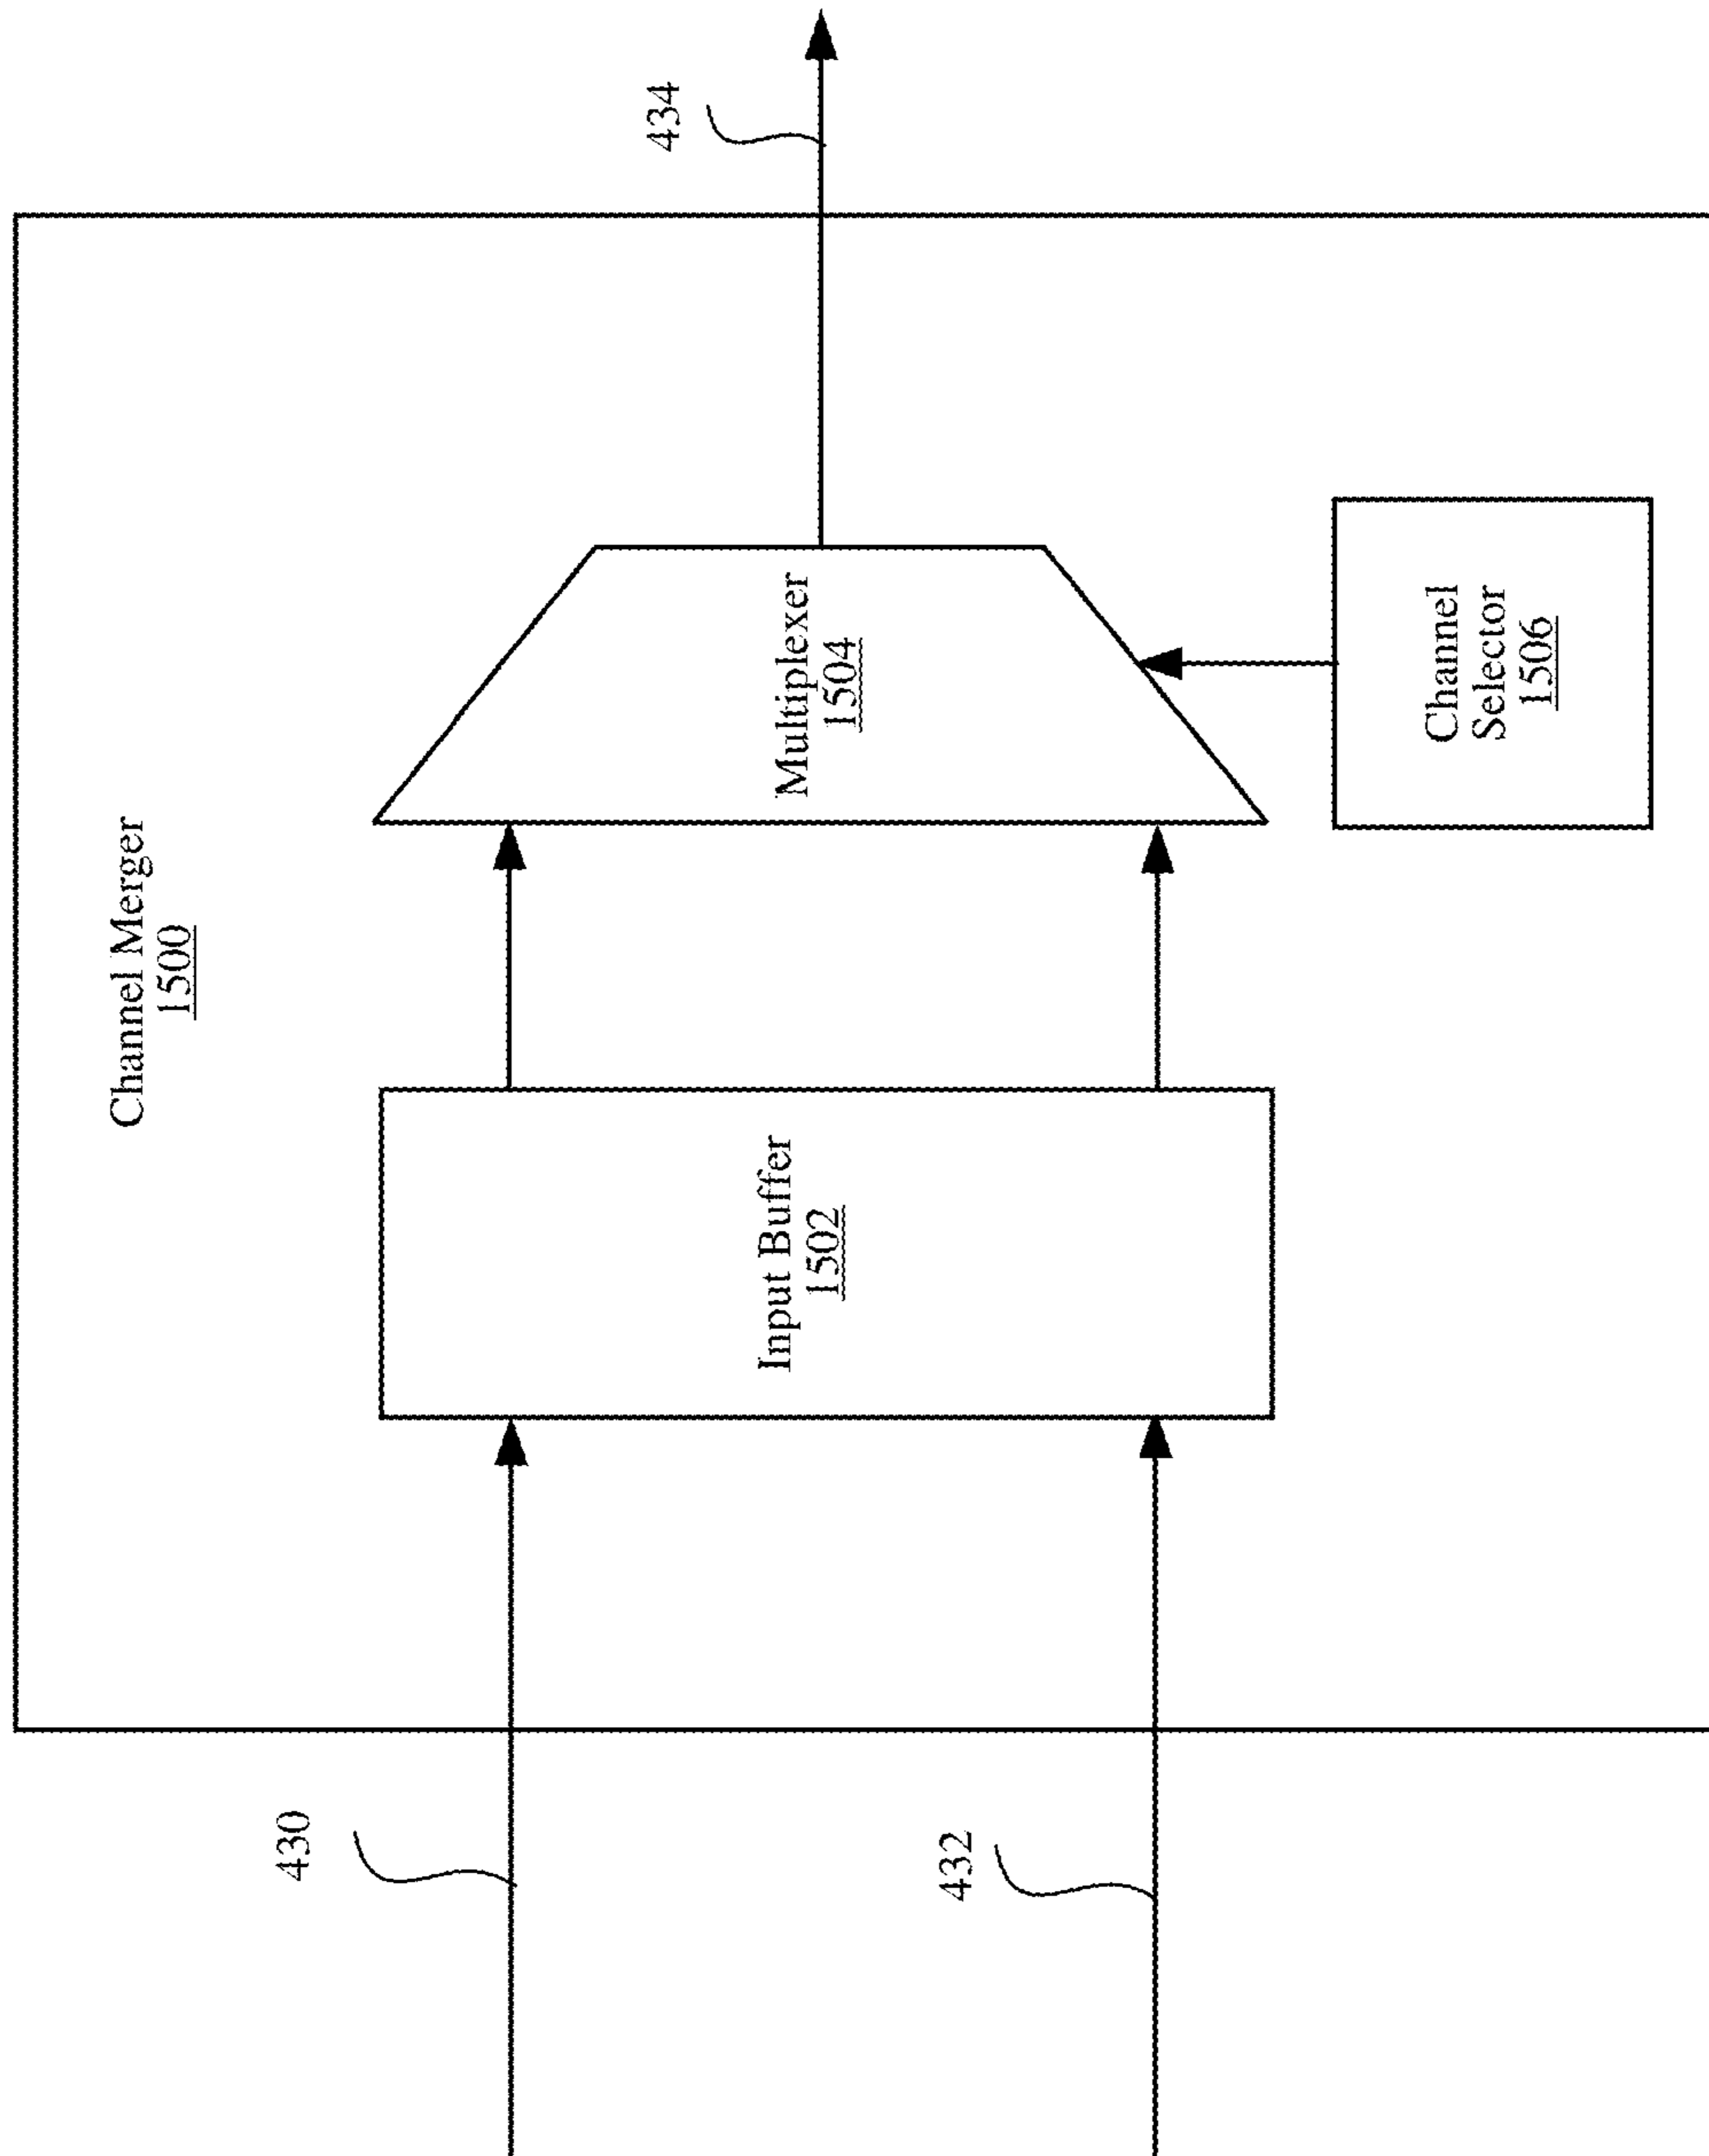 Channel Merger
1500
430
432
434
Input Buffer
1502
Multiplexer
1504
Channel
Selector
1506